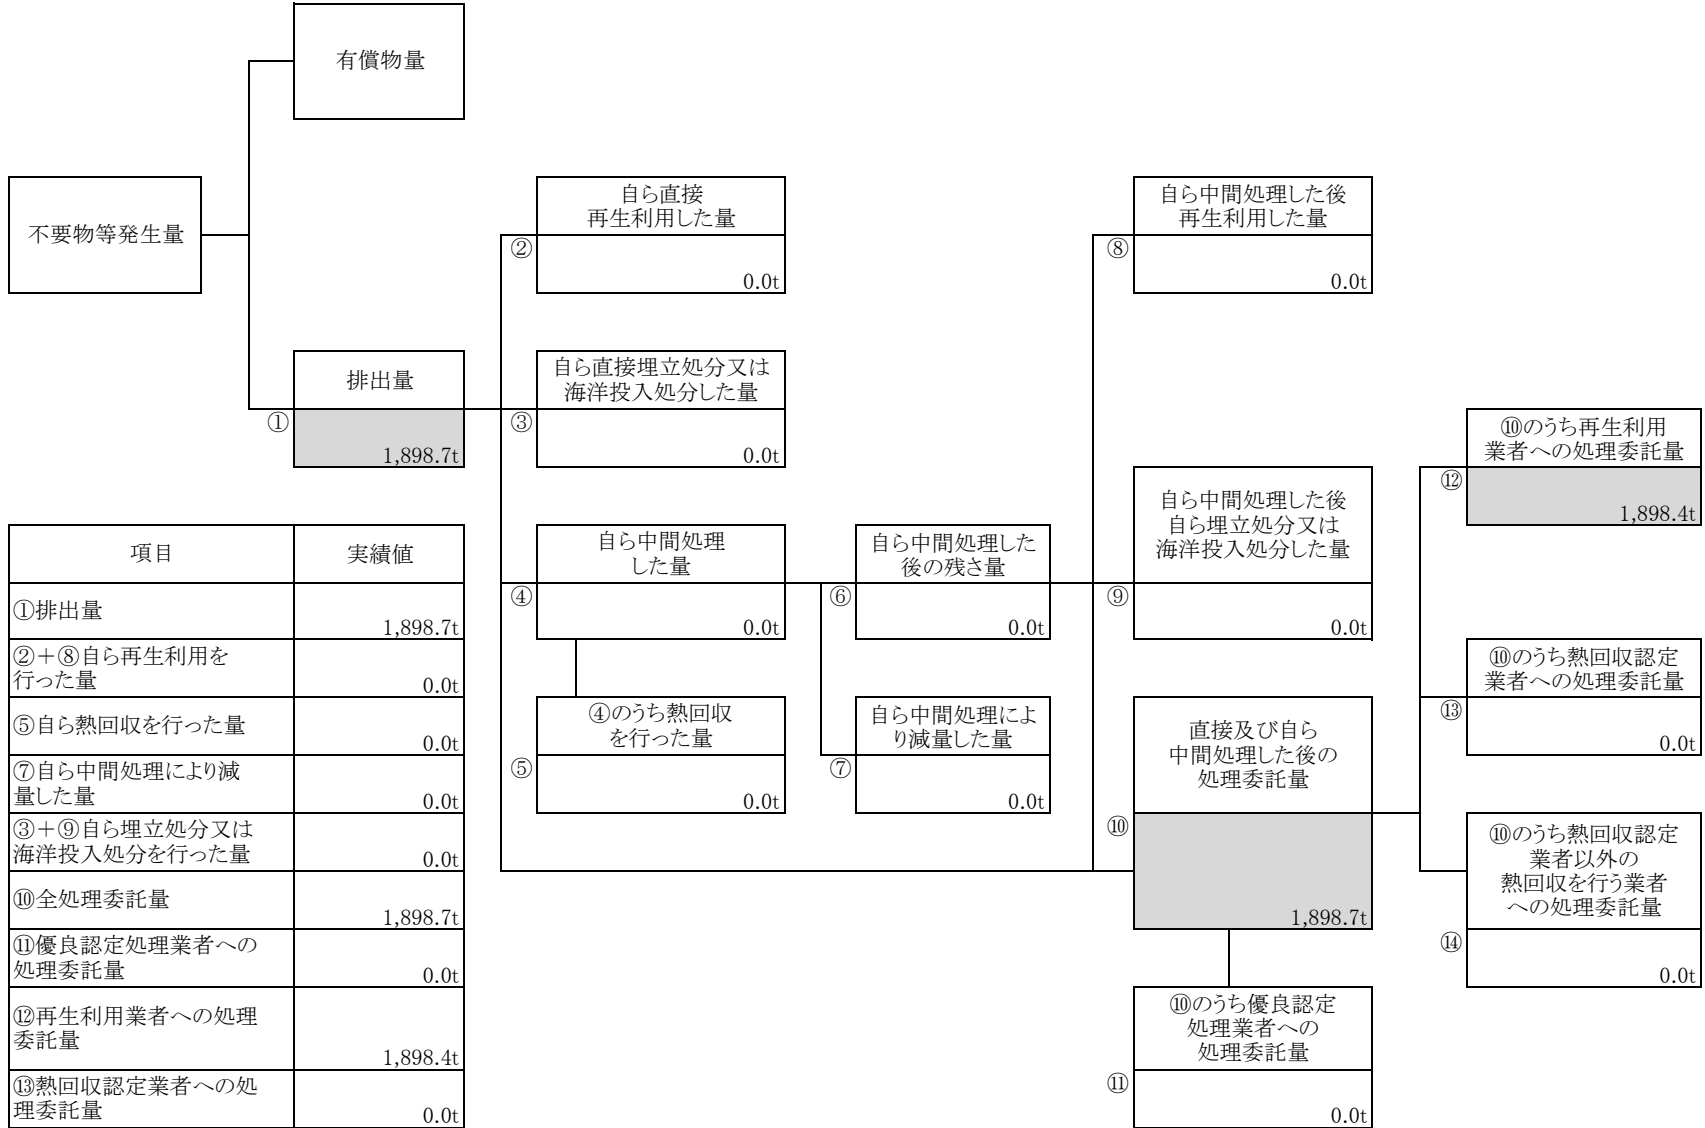 有償物量
不要物等発生量
自ら直接
再生利用した量
②
0.0t
自ら中間処理した後
再生利用した量
⑧
0.0t
排出量
①
1,898.7t
自ら直接埋立処分又は
海洋投入処分した量
③
0.0t
⑩のうち再生利用
業者への処理委託量
⑫
1,898.4t
自ら中間処理
した量
④
0.0t
自ら中間処理した
後の残さ量
⑥
0.0t
自ら中間処理した後
自ら埋立処分又は
海洋投入処分した量
⑨
0.0t
⑩のうち熱回収認定
業者への処理委託量
⑬
0.0t
④のうち熱回収
を行った量
⑤
0.0t
自ら中間処理によ
り減量した量
⑦
0.0t
直接及び自ら
中間処理した後の
処理委託量
⑩
1,898.7t
⑩のうち熱回収認定
業者以外の
熱回収を行う業者
への処理委託量
⑭
0.0t
⑩のうち優良認定
処理業者への
処理委託量
⑪
0.0t
項目 実績値
①排出量
1,898.7t
②+⑧自ら再生利用を
行った量
0.0t
⑤自ら熱回収を行った量
0.0t
⑦自ら中間処理により減
量した量
0.0t
③+⑨自ら埋立処分又は
海洋投入処分を行った量
0.0t
⑩全処理委託量
1,898.7t
⑪優良認定処理業者への
処理委託量
0.0t
⑫再生利用業者への処理
委託量
1,898.4t
⑬熱回収認定業者への処
理委託量
0.0t